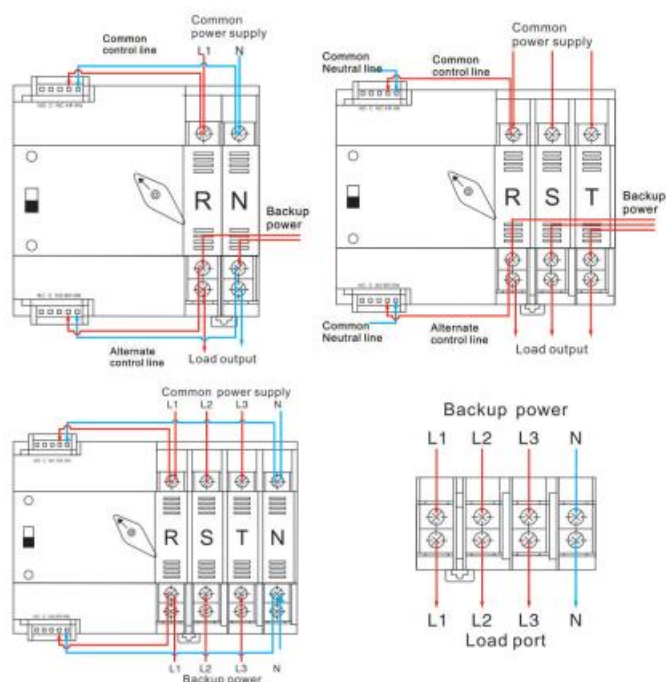 Common
power supply
L1 N
Common
control line
R N
Backup
power
Alternate
control line
Load output
Common
power supply
Common
Neutral line
Common
control line
R S T
Backup
power
Common
Neutral line
Alternate
control line
Load output
Common power supply
L1 L2 L3 N
R S T N
L1 L2 L3 N
Backup power
Backup power
L1 L2 L3 N
L1 L2 L3 N
Load port